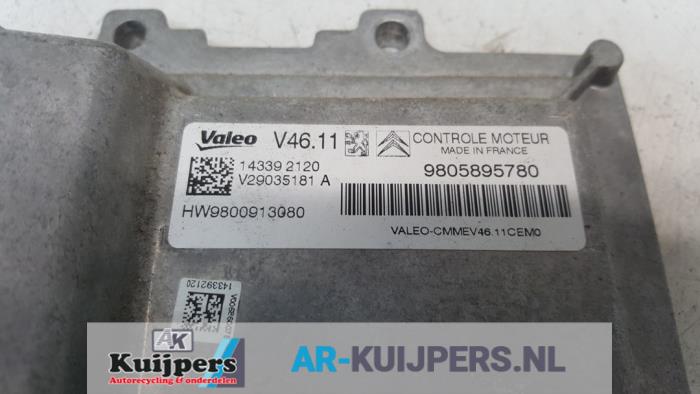 Valeo V46.11 CONTROLE MOTEUR
MADE IN FRANCE
14339 2120
V29035181 A
9805895780
HW9800913080
VALEO-CMMEV46.11CEM0
143392120
AK
Kuijpers
Autorecycling & onderdelen
AR-KUIJPERS.NL